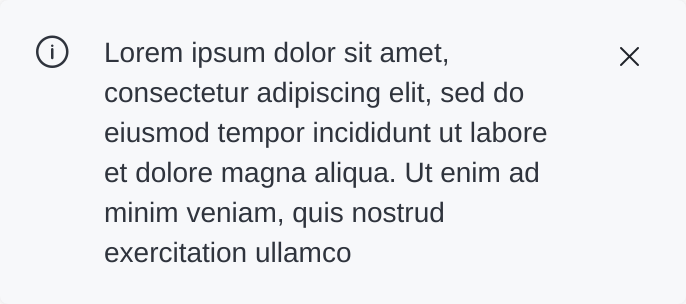 Lorem ipsum dolor sit amet,
consectetur adipiscing elit, sed do
eiusmod tempor incididunt ut labore
et dolore magna aliqua. Ut enim ad
minim veniam, quis nostrud
exercitation ullamco